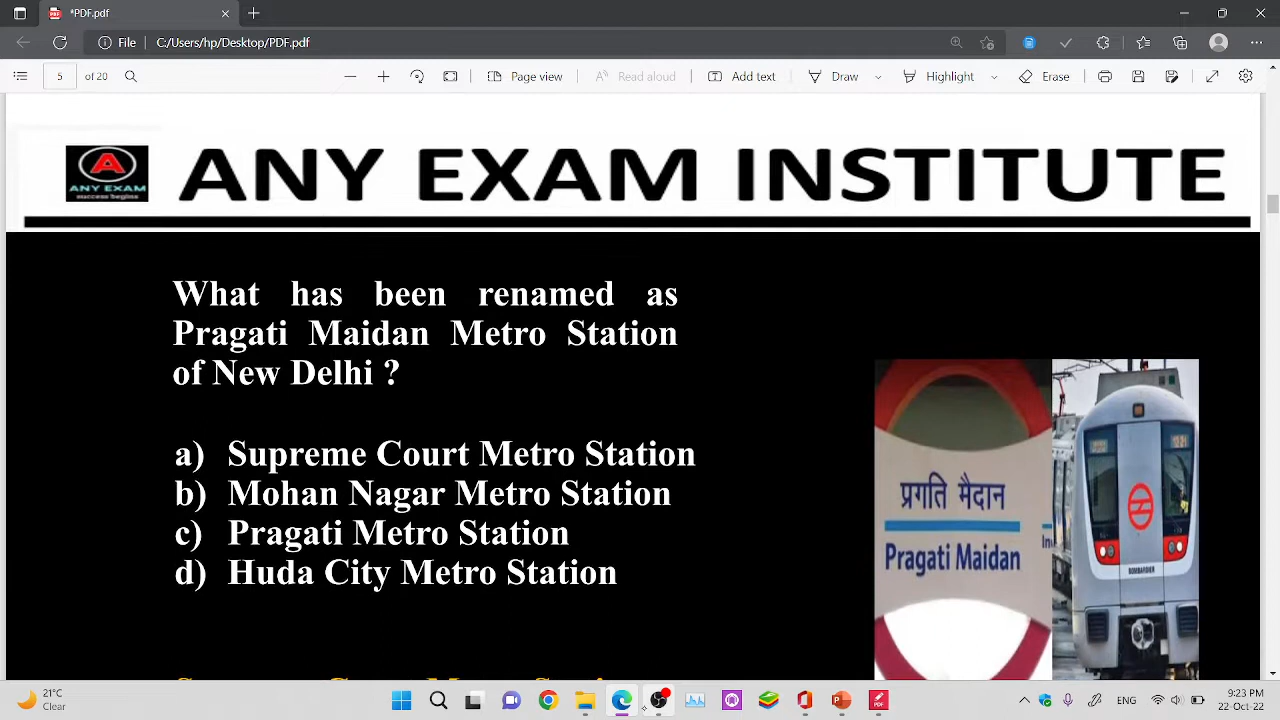 *PDf.pdf
File C:/Users/hp/Desktop/PDF.pdf
5 of 20 Page view Read aloud Add text Draw Highlight Erase
A
ANY EXAM
success begins
ANY EXAM INSTITUTE
What has been renamed as
Pragati Maidan Metro Station
of New Delhi ?
a) Supreme Court Metro Station
b) Mohan Nagar Metro Station
c) Pragati Metro Station
d) Huda City Metro Station
प्रगति मैदान
Pragati Maidan
BOMBARDIER
21°C
Clear
ENG
9:23 PM
22-Oct-22